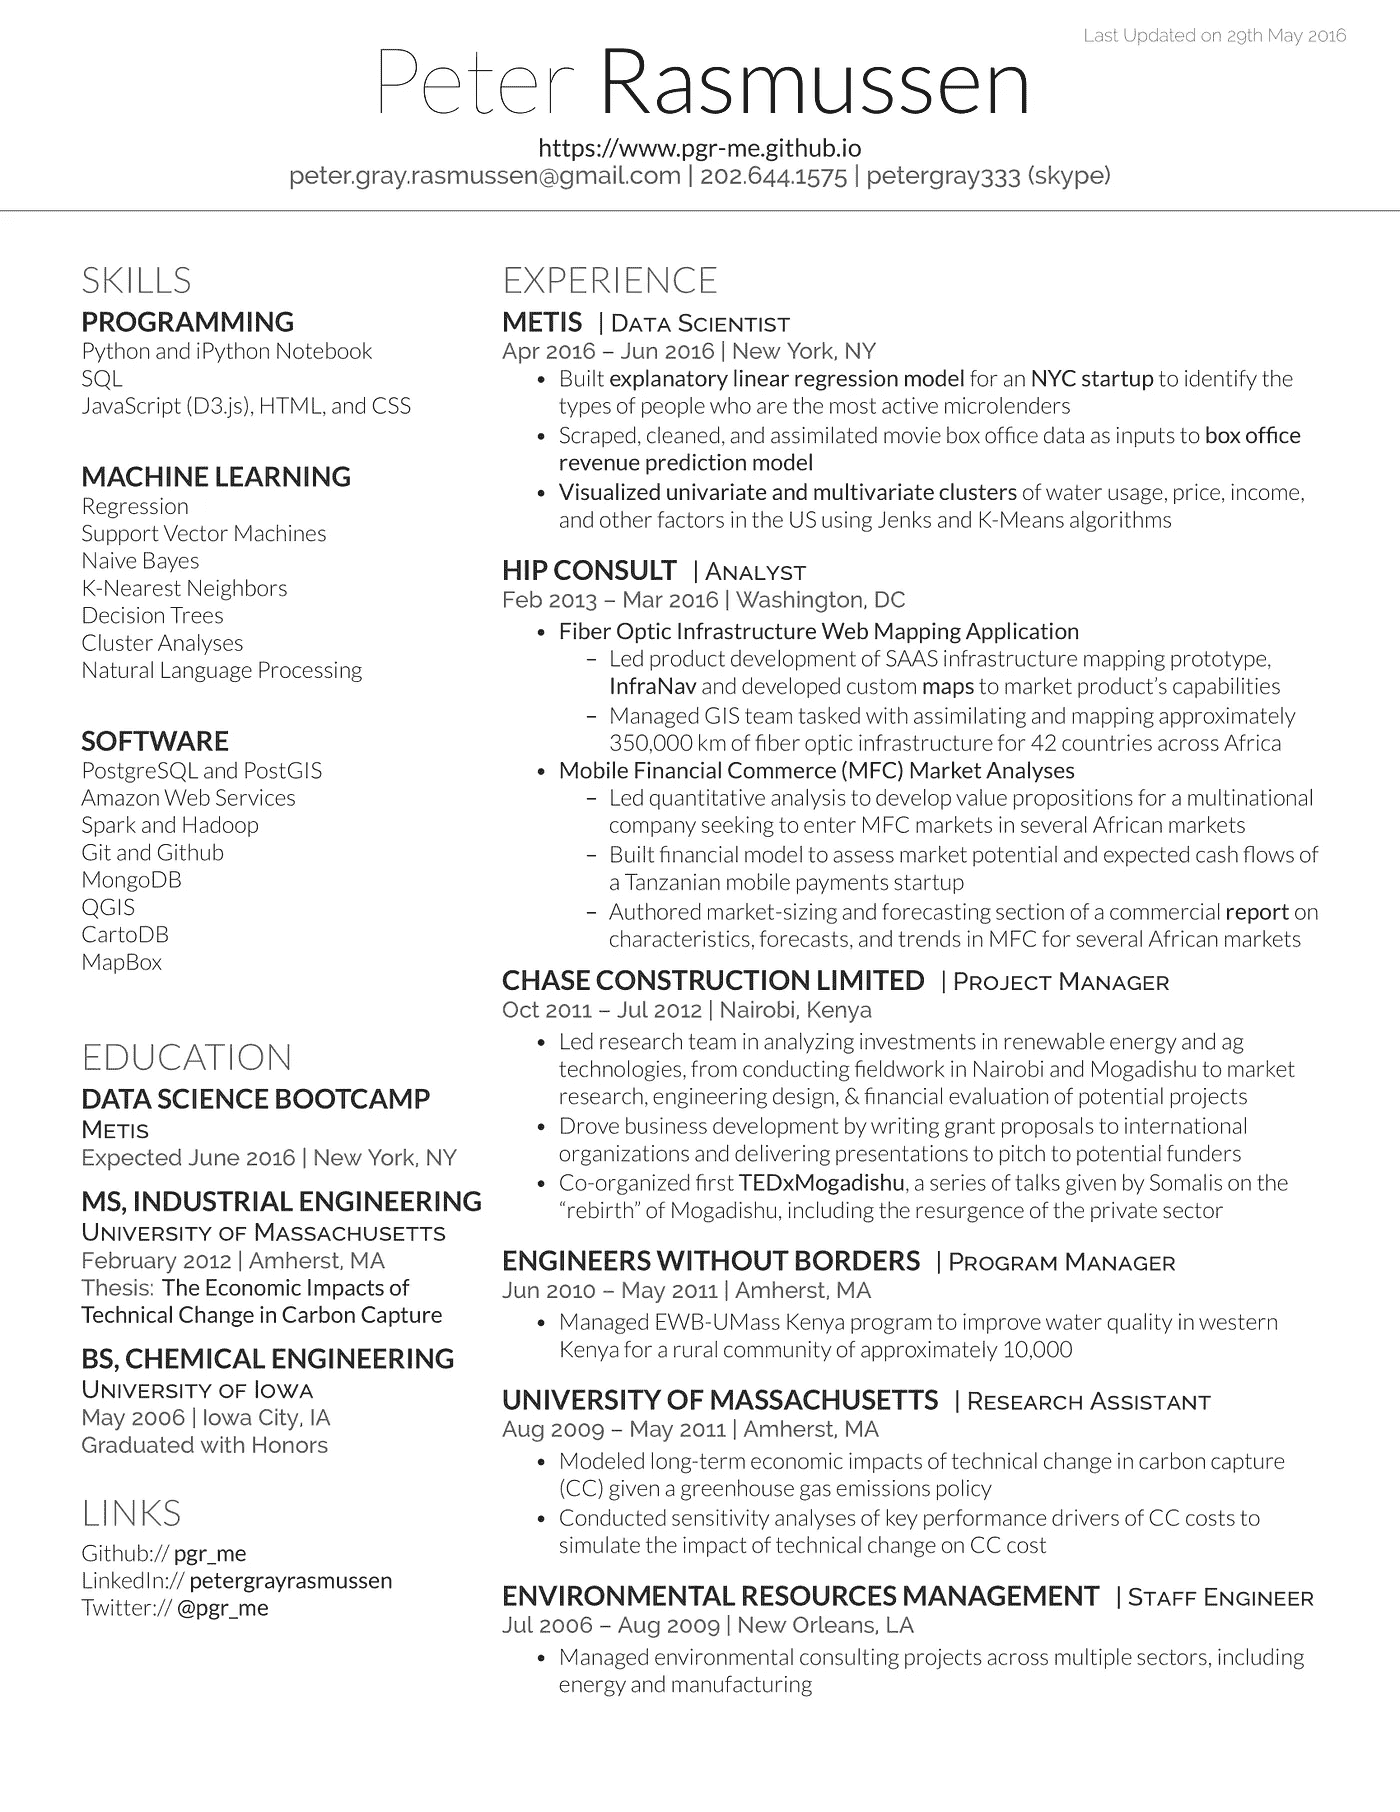 Last Updated on 29th May 2016
Peter Rasmussen
https://www.pgr-me.github.io
peter.gray.rasmussen@gmail.com | 202.644.1575 | petergray333 (skype)
SKILLS
PROGRAMMING
Python and iPython Notebook
SQL
JavaScript (D3.js), HTML, and CSS
MACHINE LEARNING
Regression
Support Vector Machines
Naive Bayes
K-Nearest Neighbors
Decision Trees
Cluster Analyses
Natural Language Processing
SOFTWARE
PostgreSQL and PostGIS
Amazon Web Services
Spark and Hadoop
Git and Github
MongoDB
QGIS
CartoDB
MapBox
EDUCATION
DATA SCIENCE BOOTCAMP
METIS
Expected June 2016 | New York, NY
MS, INDUSTRIAL ENGINEERING
UNIVERSITY OF MASSACHUSETTS
February 2012 | Amherst, MA
Thesis: The Economic Impacts of
Technical Change in Carbon Capture
BS, CHEMICAL ENGINEERING
UNIVERSITY OF IOWA
May 2006 | Iowa City, IA
Graduated with Honors
LINKS
Github:// pgr_me
LinkedIn:// petergrayrasmussen
Twitter:// @pgr_me
EXPERIENCE
METIS | DATA SCIENTIST
Apr 2016 – Jun 2016 | New York, NY
• Built explanatory linear regression model for an NYC startup to identify the
types of people who are the most active microlenders
• Scraped, cleaned, and assimilated movie box office data as inputs to box office
revenue prediction model
• Visualized univariate and multivariate clusters of water usage, price, income,
and other factors in the US using Jenks and K-Means algorithms
HIP CONSULT | ANALYST
Feb 2013 – Mar 2016 | Washington, DC
• Fiber Optic Infrastructure Web Mapping Application
– Led product development of SAAS infrastructure mapping prototype,
InfraNav and developed custom maps to market product's capabilities
– Managed GIS team tasked with assimilating and mapping approximately
350,000 km of fiber optic infrastructure for 42 countries across Africa
• Mobile Financial Commerce (MFC) Market Analyses
– Led quantitative analysis to develop value propositions for a multinational
company seeking to enter MFC markets in several African markets
– Built financial model to assess market potential and expected cash flows of
a Tanzanian mobile payments startup
– Authored market-sizing and forecasting section of a commercial report on
characteristics, forecasts, and trends in MFC for several African markets
CHASE CONSTRUCTION LIMITED | PROJECT MANAGER
Oct 2011 – Jul 2012 | Nairobi, Kenya
• Led research team in analyzing investments in renewable energy and ag
technologies, from conducting fieldwork in Nairobi and Mogadishu to market
research, engineering design, & financial evaluation of potential projects
• Drove business development by writing grant proposals to international
organizations and delivering presentations to pitch to potential funders
• Co-organized first TEDxMogadishu, a series of talks given by Somalis on the
“rebirth” of Mogadishu, including the resurgence of the private sector
ENGINEERS WITHOUT BORDERS | PROGRAM MANAGER
Jun 2010 – May 2011 | Amherst, MA
• Managed EWB-UMass Kenya program to improve water quality in western
Kenya for a rural community of approximately 10,000
UNIVERSITY OF MASSACHUSETTS | RESEARCH ASSISTANT
Aug 2009 – May 2011 | Amherst, MA
• Modeled long-term economic impacts of technical change in carbon capture
(CC) given a greenhouse gas emissions policy
• Conducted sensitivity analyses of key performance drivers of CC costs to
simulate the impact of technical change on CC cost
ENVIRONMENTAL RESOURCES MANAGEMENT | STAFF ENGINEER
Jul 2006 – Aug 2009 | New Orleans, LA
• Managed environmental consulting projects across multiple sectors, including
energy and manufacturing